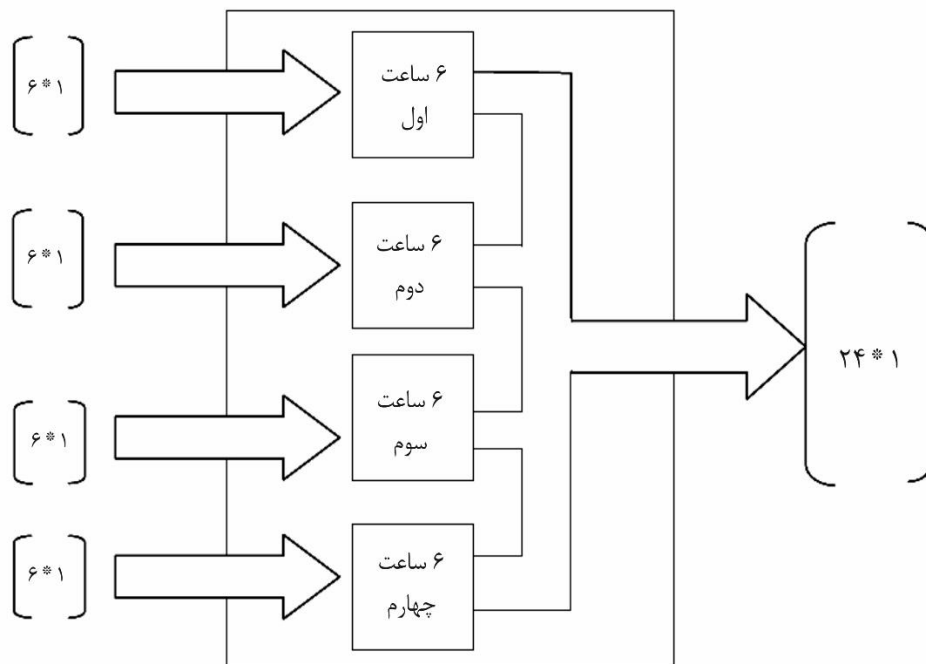 ۶*۱
۶ ساعت
اول
۶*۱
۶ ساعت
دوم
۲۴*۱
۶*۱
۶ ساعت
سوم
۶*۱
۶ ساعت
چهارم